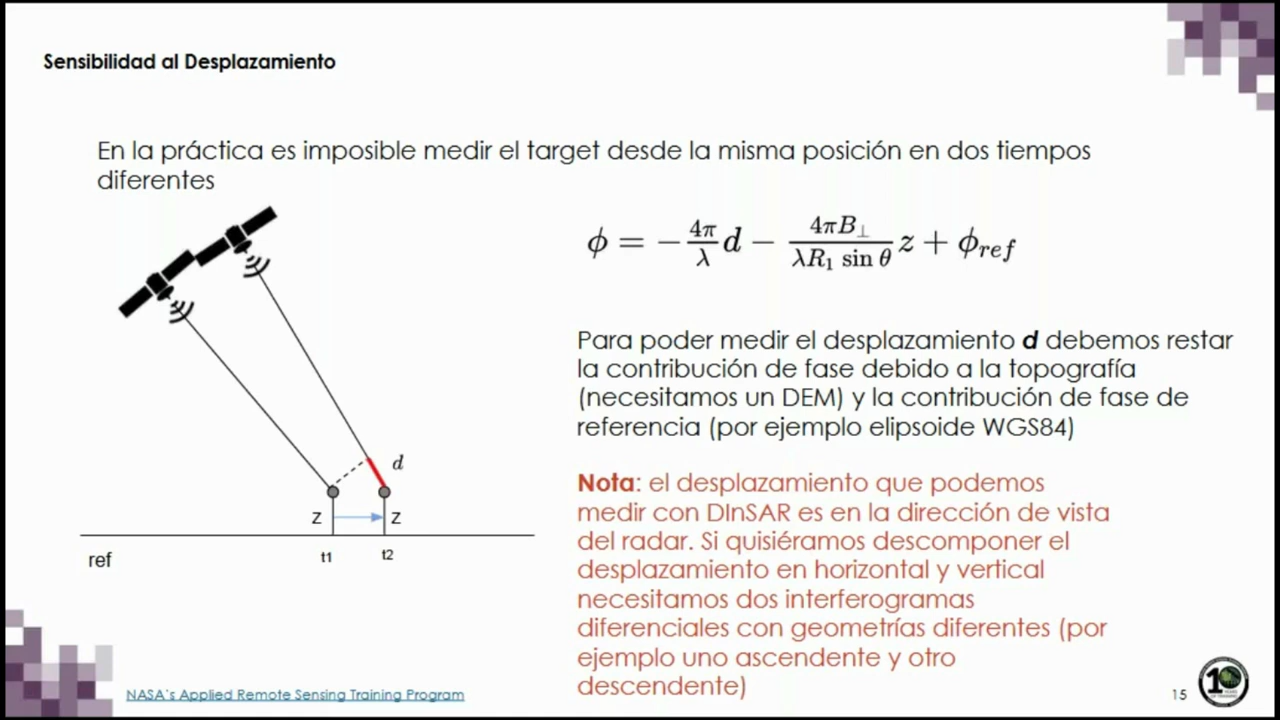 Sensibilidad al Desplazamiento
En la práctica es imposible medir el target desde la misma posición en dos tiempos
diferentes
ϕ = −4π/λ d − 4πB⊥/λR₁ sin θ z + ϕref
Para poder medir el desplazamiento d debemos restar
la contribución de fase debido a la topografía
(necesitamos un DEM) y la contribución de fase de
referencia (por ejemplo elipsoide WGS84)
d
z z
ref
t1 t2
Nota: el desplazamiento que podemos
medir con DInSAR es en la dirección de vista
del radar. Si quisiéramos descomponer el
desplazamiento en horizontal y vertical
necesitamos dos interferogramas
diferenciales con geometrías diferentes (por
ejemplo uno ascendente y otro
descendente)
NASA's Applied Remote Sensing Training Program
15
10